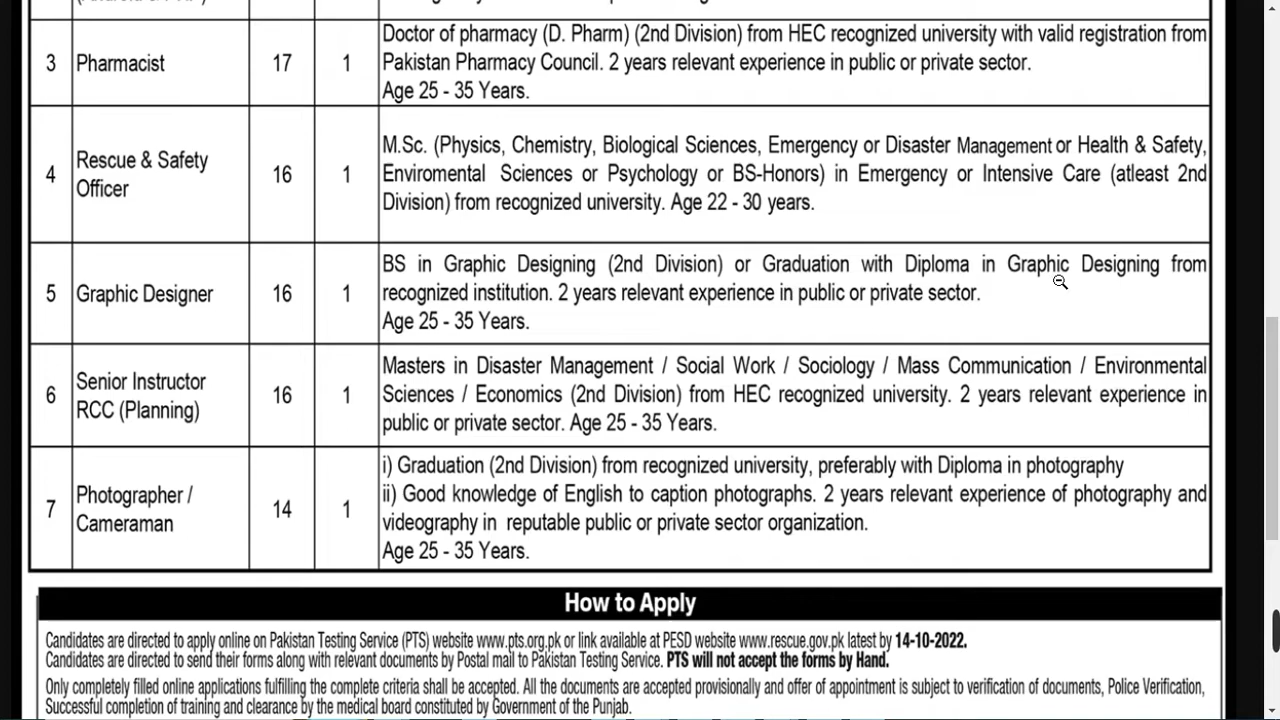 3 Pharmacist 17 1 Doctor of pharmacy (D. Pharm) (2nd Division) from HEC recognized university with valid registration from
Pakistan Pharmacy Council. 2 years relevant experience in public or private sector.
Age 25 - 35 Years.
4 Rescue & Safety
Officer
16 1 M.Sc. (Physics, Chemistry, Biological Sciences, Emergency or Disaster Management or Health & Safety,
Enviromental Sciences or Psychology or BS-Honors) in Emergency or Intensive Care (atleast 2nd
Division) from recognized university. Age 22 - 30 years.
5 Graphic Designer 16 1 BS in Graphic Designing (2nd Division) or Graduation with Diploma in Graphic Designing from
recognized institution. 2 years relevant experience in public or private sector.
Age 25 - 35 Years.
6 Senior Instructor
RCC (Planning)
16 1 Masters in Disaster Management / Social Work / Sociology / Mass Communication / Environmental
Sciences / Economics (2nd Division) from HEC recognized university. 2 years relevant experience in
public or private sector. Age 25 - 35 Years.
7 Photographer /
Cameraman
14 1 i) Graduation (2nd Division) from recognized university, preferably with Diploma in photography
ii) Good knowledge of English to caption photographs. 2 years relevant experience of photography and
videography in reputable public or private sector organization.
Age 25 - 35 Years.
How to Apply
Candidates are directed to apply online on Pakistan Testing Service (PTS) website www.pts.org.pk or link available at PESD website www.rescue.gov.pk latest by 14-10-2022.
Candidates are directed to send their forms along with relevant documents by Postal mail to Pakistan Testing Service. PTS will not accept the forms by Hand.
Only completely filled online applications fulfilling the complete criteria shall be accepted. All the documents are accepted provisionally and offer of appointment is subject to verification of documents, Police Verification,
Successful completion of training and clearance by the medical board constituted by Government of the Punjab.